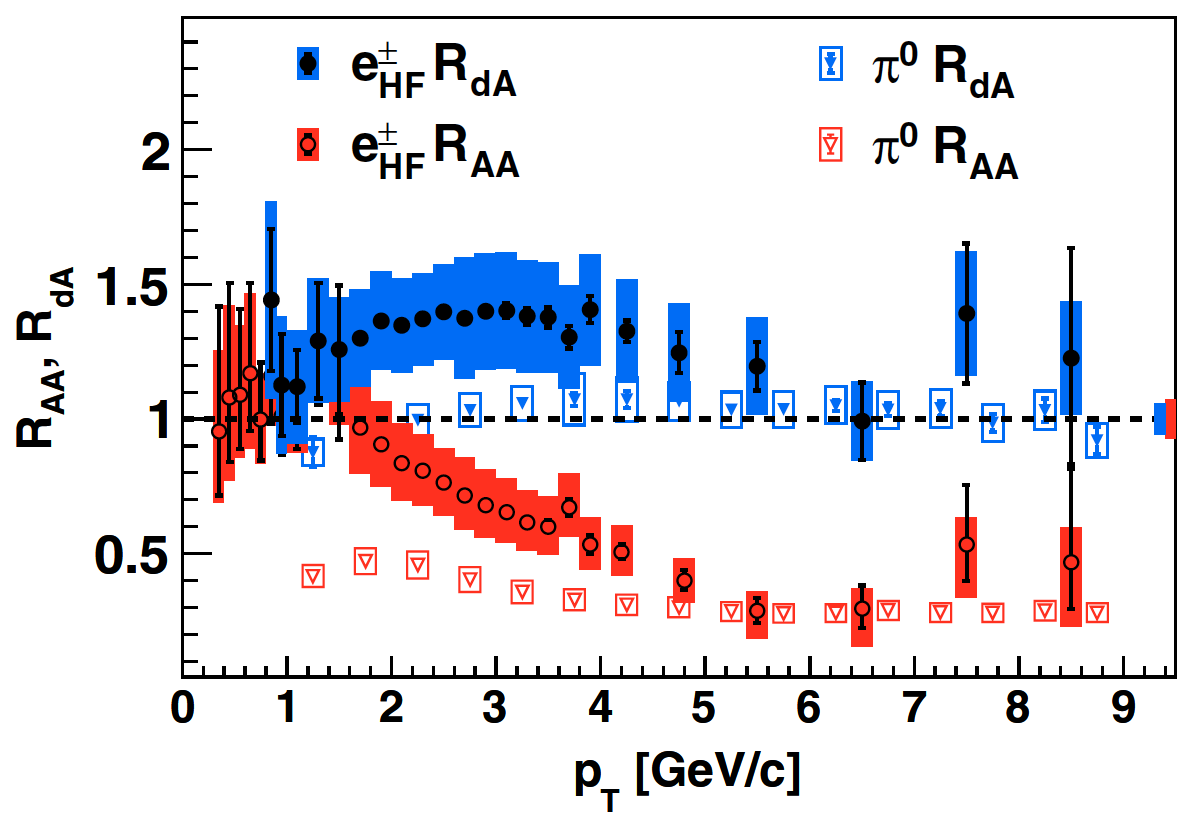 e±HF RdA
π0 RdA
e±HF RAA
π0 RAA
RAA, RdA
2
1.5
1
0.5
0 1 2 3 4 5 6 7 8 9
pT [GeV/c]